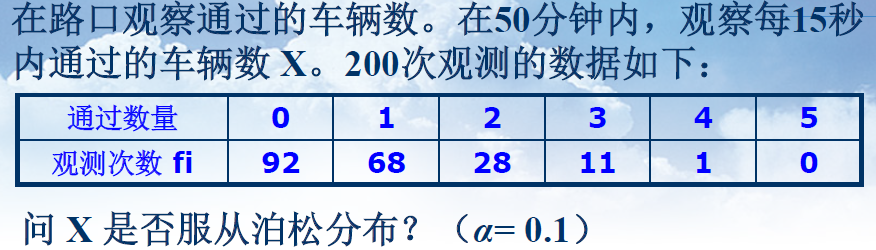 在路口观察通过的车辆数。在50分钟内，观察每15秒
内通过的车辆数 X。200次观测的数据如下：
通过数量 0 1 2 3 4 5
观测次数 fi 92 68 28 11 1 0
问 X 是否服从泊松分布？（α= 0.1）